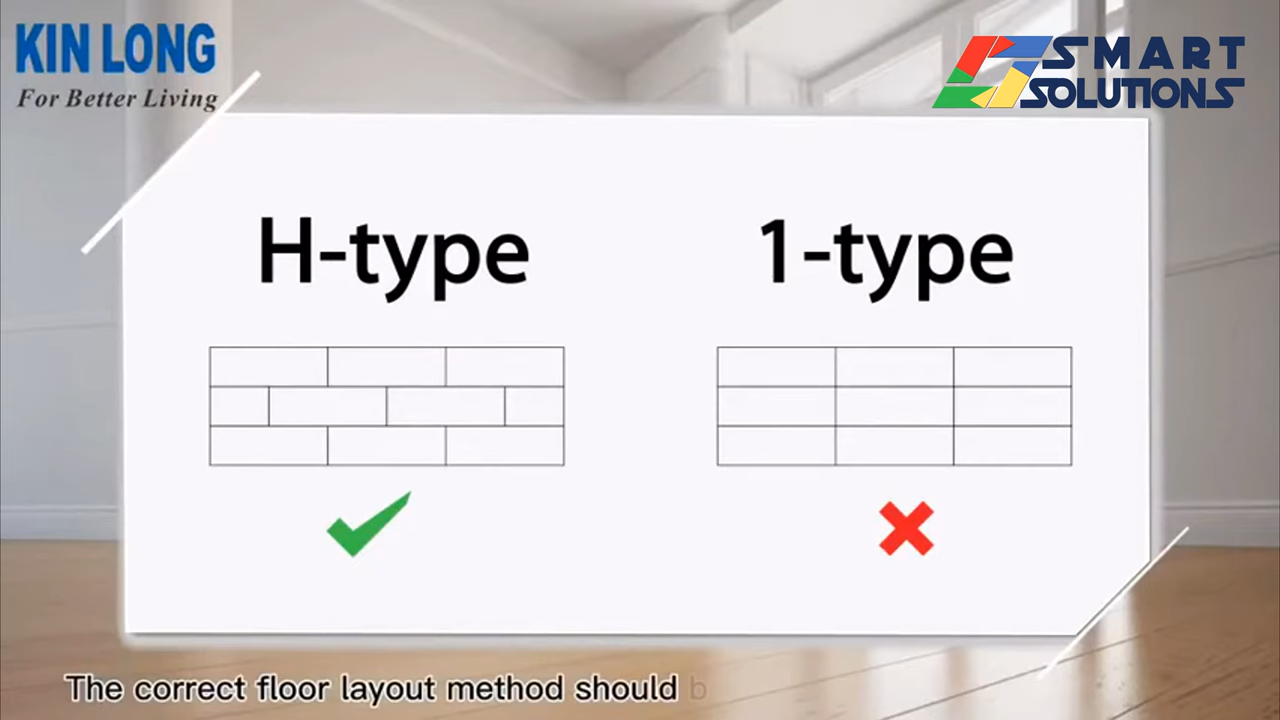 KIN LONG
For Better Living
SMART
SOLUTIONS
H-type
1-type
The correct floor layout method should b